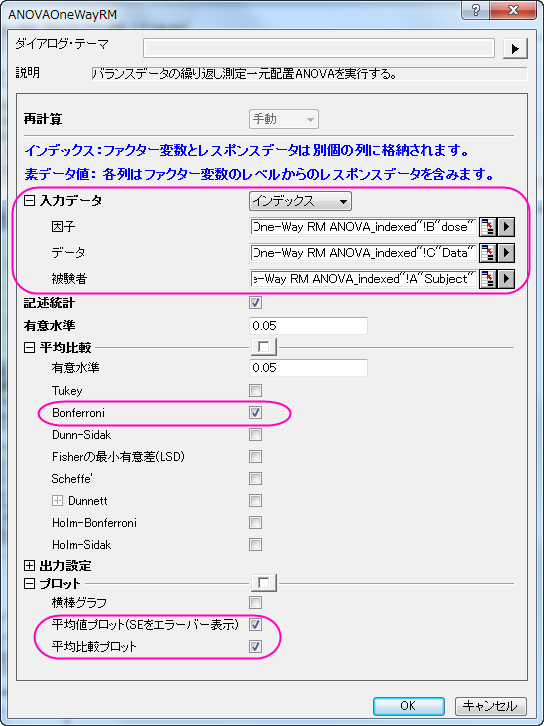 ANOVAOneWayRM
ダイアログ・テーマ
説明 バランスデータの繰り返し測定一元配置ANOVAを実行する。
再計算 手動
インデックス：ファクター変数とレスポンスデータは別個の列に格納されます。
素データ値： 各列はファクター変数のレベルからのレスポンスデータを含みます。
入力データ インデックス
因子 One-Way RM ANOVA_indexed"!B"dose"
データ One-Way RM ANOVA_indexed"!C"Data"
被験者 e-Way RM ANOVA_indexed"!A"Subject"
記述統計
有意水準 0.05
平均比較
有意水準 0.05
Tukey
Bonferroni
Dunn-Sidak
Fisherの最小有意差(LSD)
Scheffe'
Dunnett
Holm-Bonferroni
Holm-Sidak
出力設定
プロット
横棒グラフ
平均値プロット(SEをエラーバー表示)
平均比較プロット
OK キャンセル